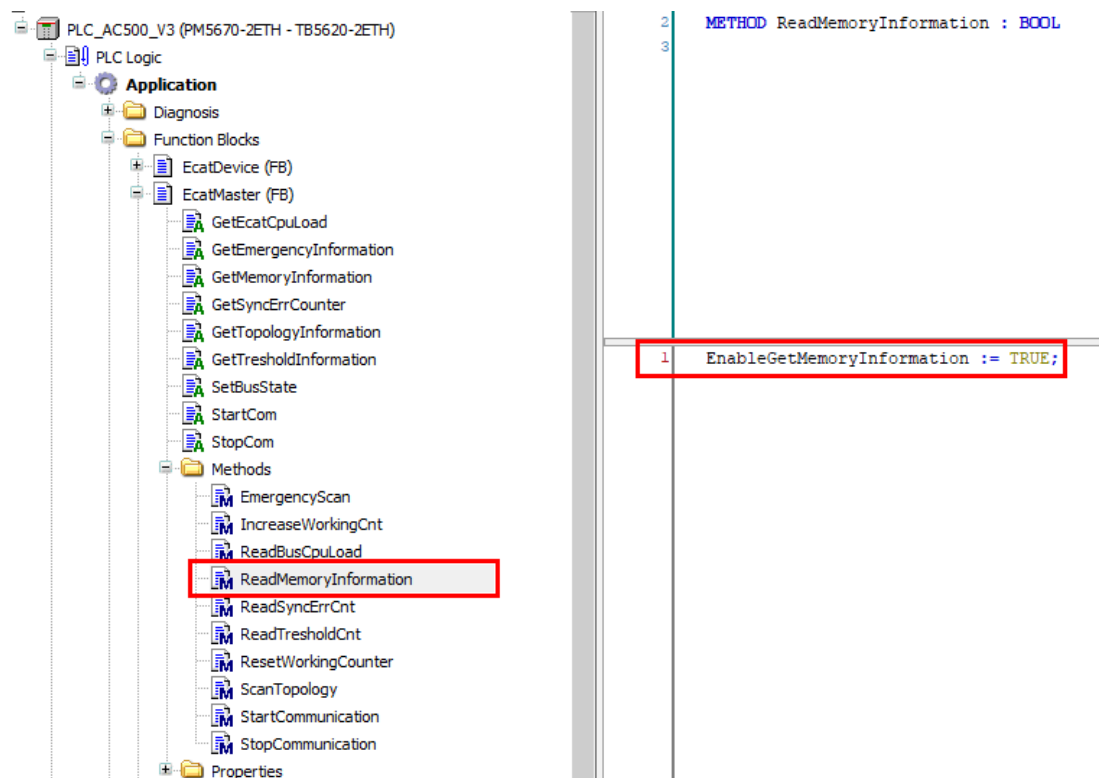 PLC_AC500_V3 (PM5670-2ETH - TB5620-2ETH)
PLC Logic
Application
Diagnosis
Function Blocks
EcatDevice (FB)
EcatMaster (FB)
GetEcatCpuLoad
GetEmergencyInformation
GetMemoryInformation
GetSyncErrCounter
GetTopologyInformation
GetTresholdInformation
SetBusState
StartCom
StopCom
Methods
EmergencyScan
IncreaseWorkingCnt
ReadBusCpuLoad
ReadMemoryInformation
ReadSyncErrCnt
ReadTresholdCnt
ResetWorkingCounter
ScanTopology
StartCommunication
StopCommunication
Properties
2 METHOD ReadMemoryInformation : BOOL
3
1 EnableGetMemoryInformation := TRUE;